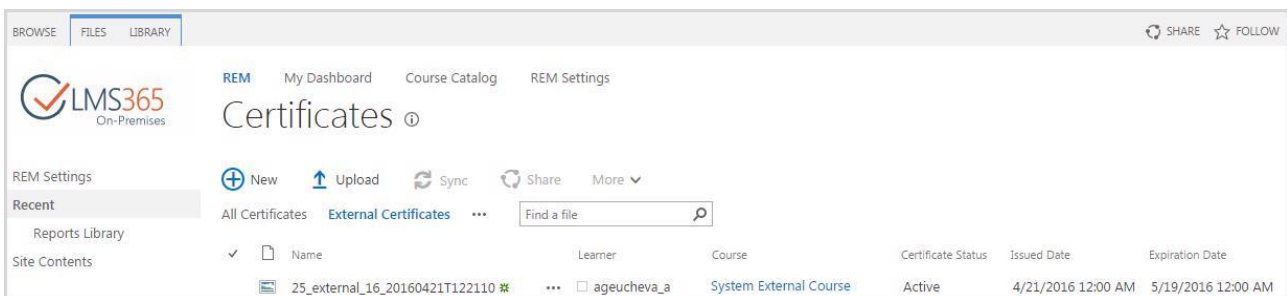 BROWSE FILES LIBRARY SHARE FOLLOW
LMS365
On-Premises
REM My Dashboard Course Catalog REM Settings
Certificates
REM Settings
Recent
Reports Library
Site Contents
New Upload Sync Share More
All Certificates External Certificates ••• Find a file
Name Learner Course Certificate Status Issued Date Expiration Date
25_external_16_20160421T122110 ••• ageucheva_a System External Course Active 4/21/2016 12:00 AM 5/19/2016 12:00 AM